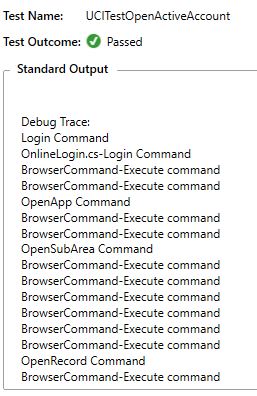 Test Name: UCITestOpenActiveAccount
Test Outcome: Passed
Standard Output
Debug Trace:
Login Command
OnlineLogin.cs-Login Command
BrowserCommand-Execute command
BrowserCommand-Execute command
OpenApp Command
BrowserCommand-Execute command
BrowserCommand-Execute command
OpenSubArea Command
BrowserCommand-Execute command
BrowserCommand-Execute command
BrowserCommand-Execute command
BrowserCommand-Execute command
BrowserCommand-Execute command
BrowserCommand-Execute command
OpenRecord Command
BrowserCommand-Execute command